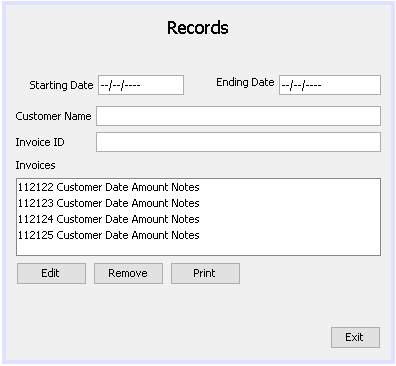 Records
Starting Date --/--/---- Ending Date --/--/----
Customer Name
Invoice ID
Invoices
112122 Customer Date Amount Notes
112123 Customer Date Amount Notes
112124 Customer Date Amount Notes
112125 Customer Date Amount Notes
Edit Remove Print
Exit